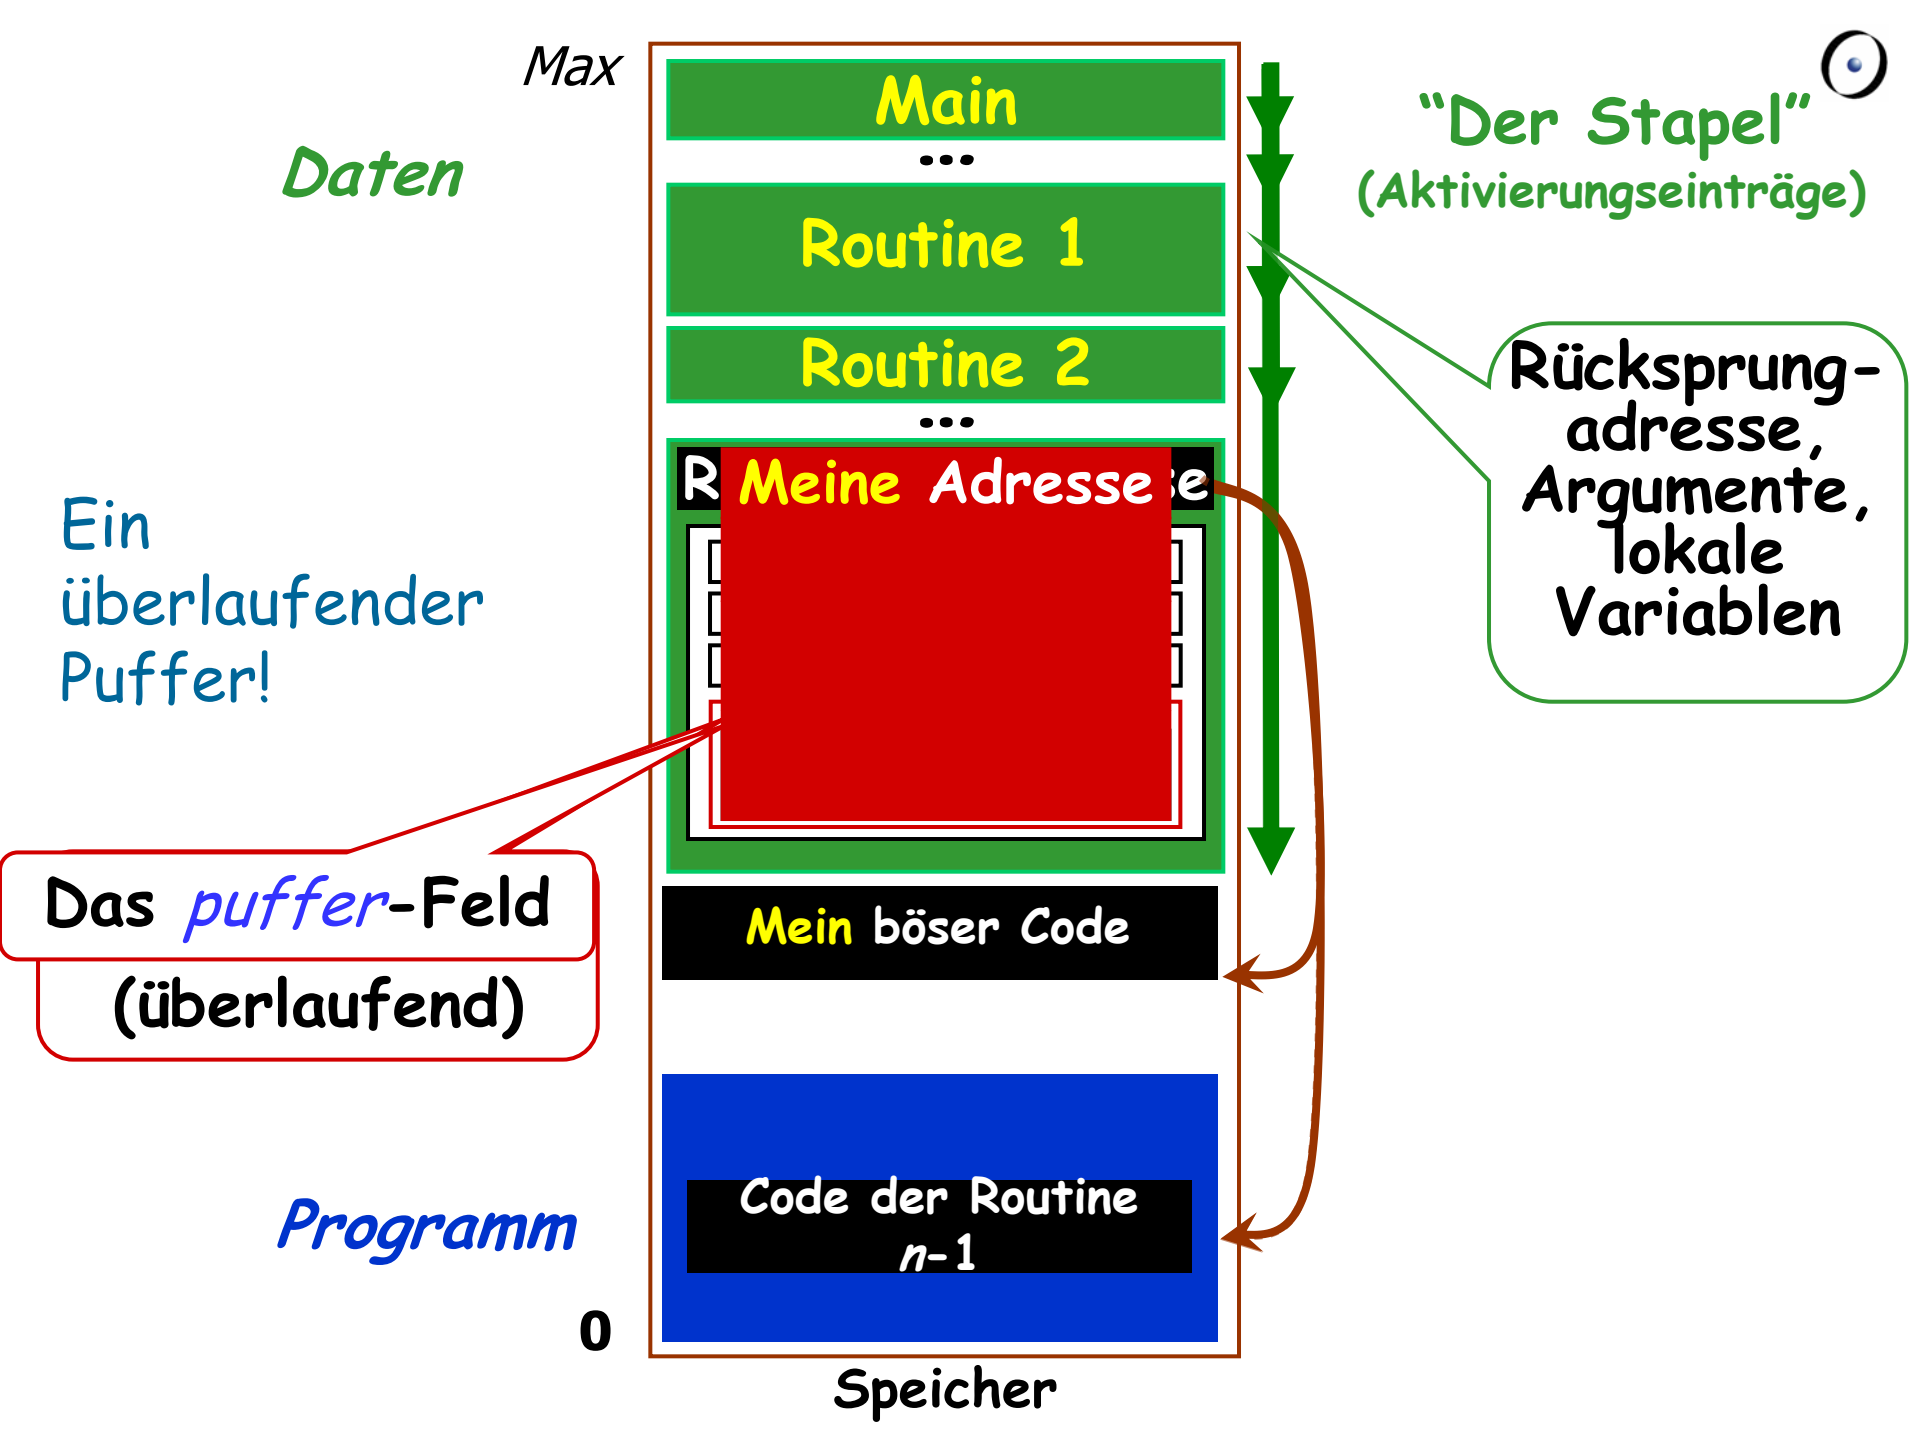 Max
Main
...
Daten
“Der Stapel”
(Aktivierungseinträge)
Routine 1
Routine 2
...
Rücksprung-
adresse,
Argumente,
lokale
Variablen
Meine Adresse
Ein
überlaufender
Puffer!
Das puffer-Feld
(überlaufend)
Mein böser Code
Programm
Code der Routine
n-1
0
Speicher